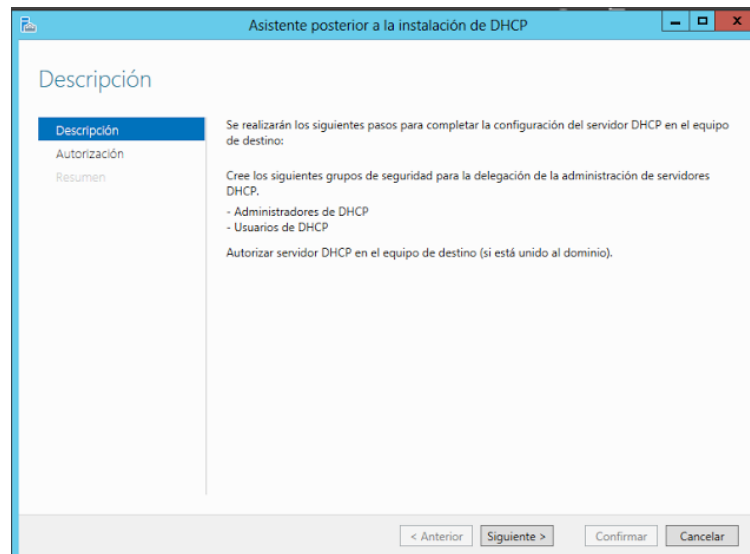 Asistente posterior a la instalación de DHCP
Descripción
Descripción
Autorización
Resumen
Se realizarán los siguientes pasos para completar la configuración del servidor DHCP en el equipo
de destino:
Cree los siguientes grupos de seguridad para la delegación de la administración de servidores
DHCP.
- Administradores de DHCP
- Usuarios de DHCP
Autorizar servidor DHCP en el equipo de destino (si está unido al dominio).
< Anterior Siguiente > Confirmar Cancelar